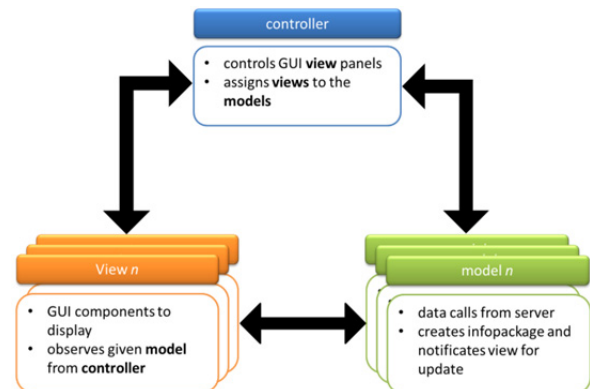 controller
• controls GUI view panels
• assigns views to the
models
View n
• GUI components to
display
• observes given model
from controller
model n
• data calls from server
• creates infopackage and
notificates view for
update